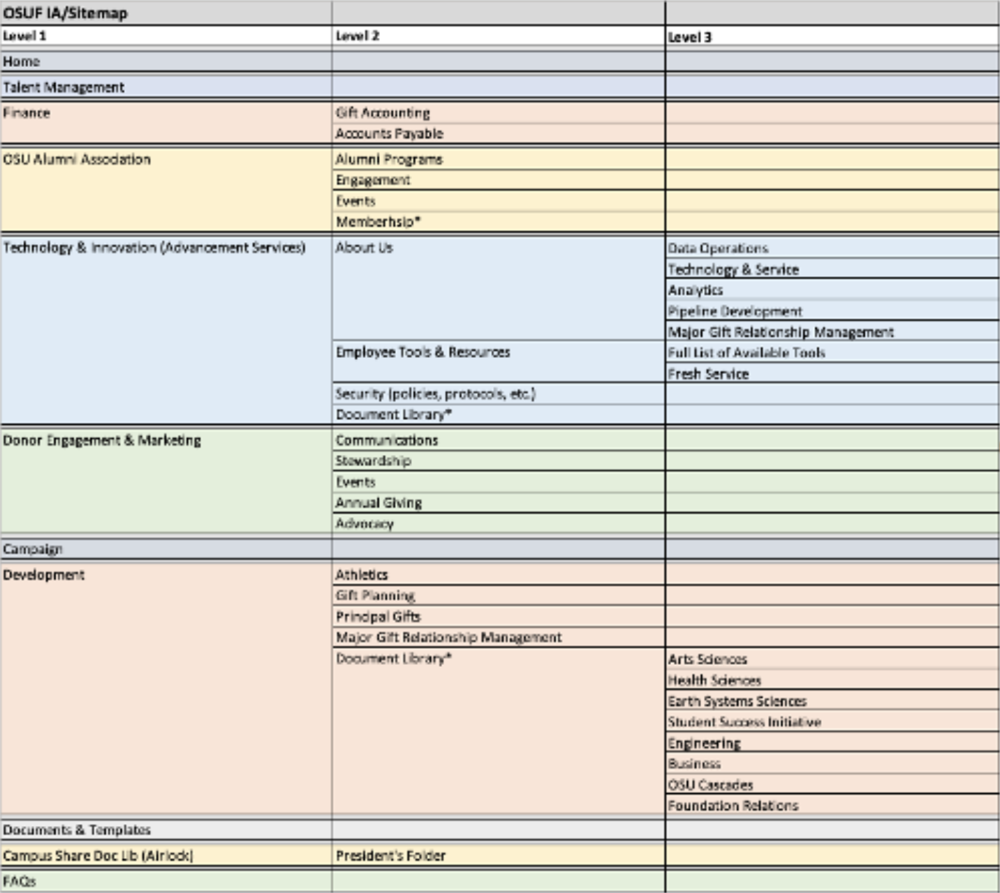 OSUF IA/Sitemap
Level 1 Level 2 Level 3
Home
Talent Management
Finance Gift Accounting
Accounts Payable
OSU Alumni Association Alumni Programs
Engagement
Events
Memberhsip*
Technology & Innovation (Advancement Services) About Us Data Operations
Technology & Service
Analytics
Pipeline Development
Major Gift Relationship Management
Employee Tools & Resources Full List of Available Tools
Fresh Service
Security (policies, protocols, etc.)
Document Library*
Donor Engagement & Marketing Communications
Stewardship
Events
Annual Giving
Advocacy
Campaign
Development Athletics
Gift Planning
Principal Gifts
Major Gift Relationship Management
Document Library* Arts Sciences
Health Sciences
Earth Systems Sciences
Student Success Initiative
Engineering
Business
OSU Cascades
Foundation Relations
Documents & Templates
Campus Share Doc Lib (Airlock) President's Folder
FAQs